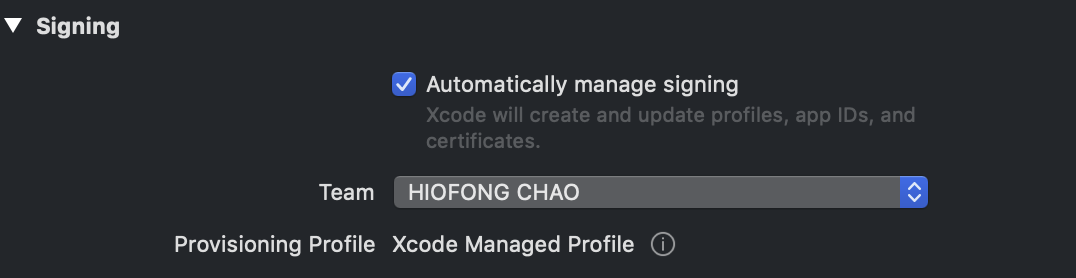 Signing
Automatically manage signing
Xcode will create and update profiles, app IDs, and
certificates.
Team HIOFONG CHAO
Provisioning Profile Xcode Managed Profile